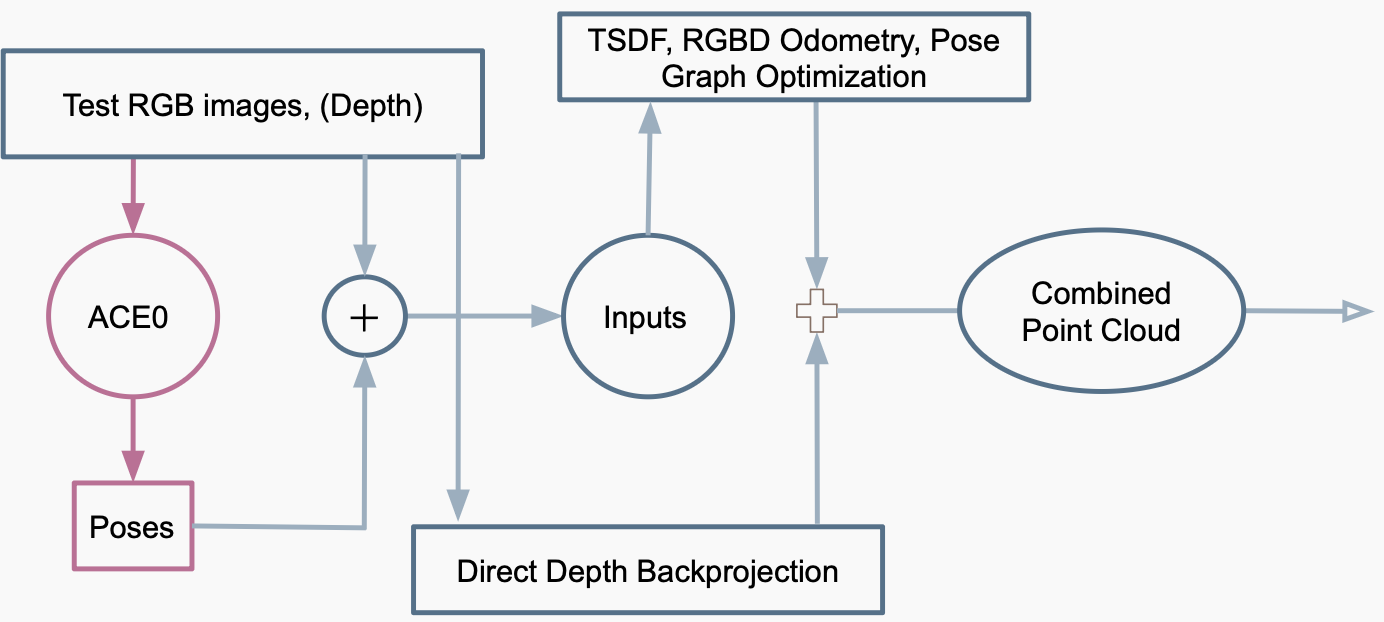 TSDF, RGBD Odometry, Pose
Graph Optimization
Test RGB images, (Depth)
ACE0
+
Inputs
Combined
Point Cloud
Poses
Direct Depth Backprojection